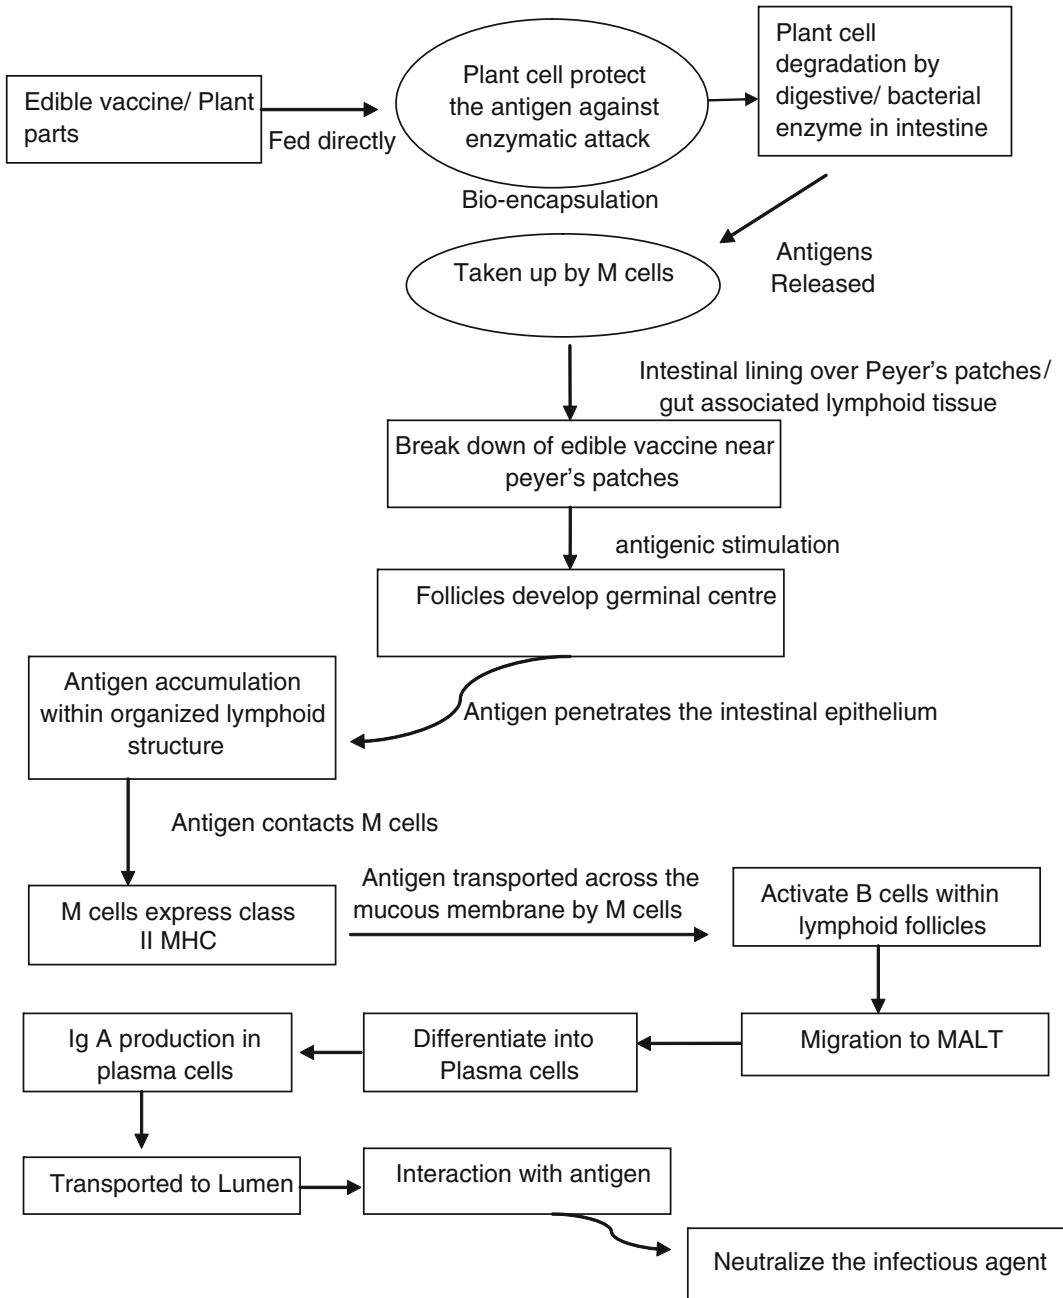 Edible vaccine/ Plant
parts
Fed directly
Plant cell protect
the antigen against
enzymatic attack
Bio-encapsulation
Plant cell
degradation by
digestive/ bacterial
enzyme in intestine
Antigens
Released
Taken up by M cells
Intestinal lining over Peyer's patches/
gut associated lymphoid tissue
Break down of edible vaccine near
peyer's patches
antigenic stimulation
Follicles develop germinal centre
Antigen penetrates the intestinal epithelium
Antigen accumulation
within organized lymphoid
structure
Antigen contacts M cells
M cells express class
II MHC
Antigen transported across the
mucous membrane by M cells
Activate B cells within
lymphoid follicles
Migration to MALT
Differentiate into
Plasma cells
Ig A production in
plasma cells
Transported to Lumen
Interaction with antigen
Neutralize the infectious agent